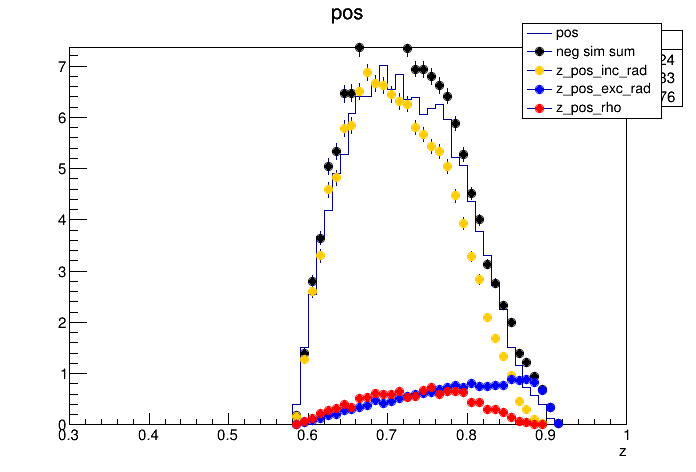 pos
pos
neg sim sum
z_pos_inc_rad
z_pos_exc_rad
z_pos_rho
24
33
76
7
6
5
4
3
2
1
0
0.3 0.4 0.5 0.6 0.7 0.8 0.9 1
z